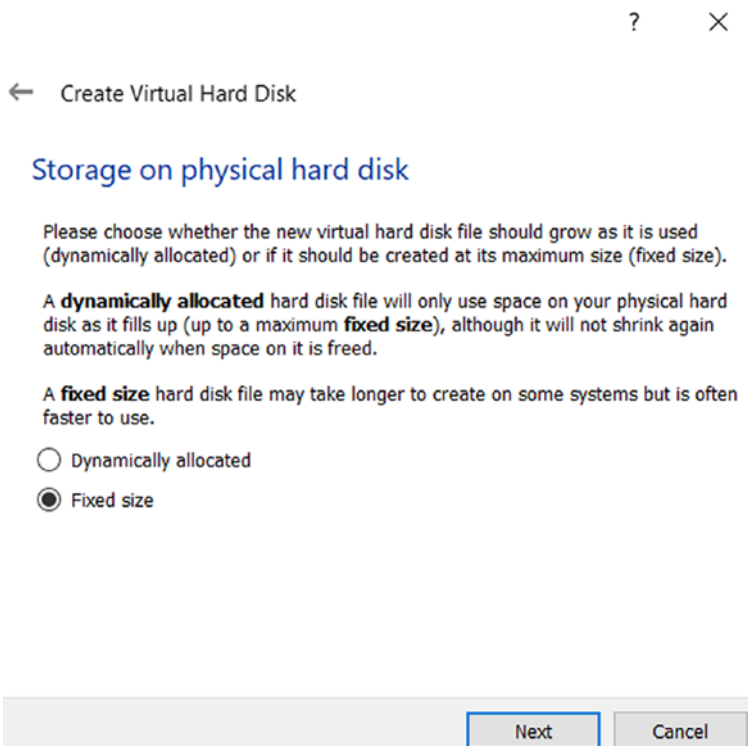 ?
Create Virtual Hard Disk
Storage on physical hard disk
Please choose whether the new virtual hard disk file should grow as it is used
(dynamically allocated) or if it should be created at its maximum size (fixed size).
A dynamically allocated hard disk file will only use space on your physical hard
disk as it fills up (up to a maximum fixed size), although it will not shrink again
automatically when space on it is freed.
A fixed size hard disk file may take longer to create on some systems but is often
faster to use.
Dynamically allocated
Fixed size
Next Cancel